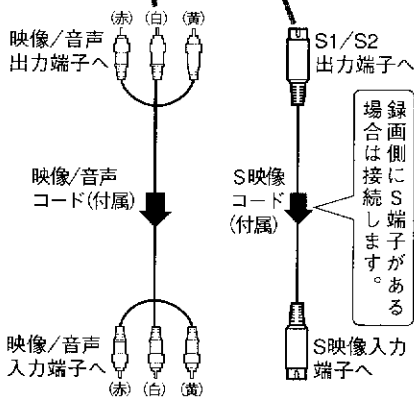 (赤) (白) (黄)
映像/音声
出力端子へ
S1/S2
出力端子へ
映像/音声
コード(付属)
S映像
コード
(付属)
録画側にS端子がある
場合は接続します。
映像/音声
入力端子へ
(赤) (白) (黄)
S映像入力
端子へ